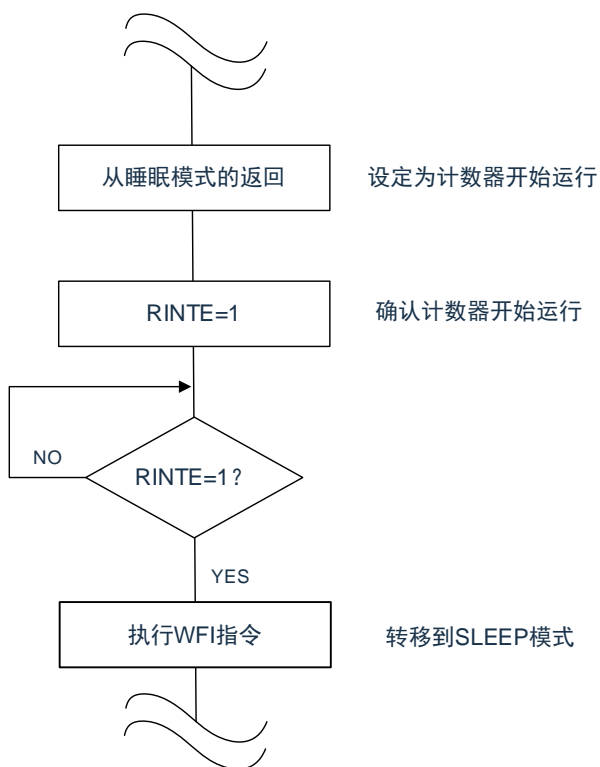 从睡眠模式的返回
设定为计数器开始运行
RINTE=1
确认计数器开始运行
NO
RINTE=1？
YES
执行WFI指令
转移到SLEEP模式